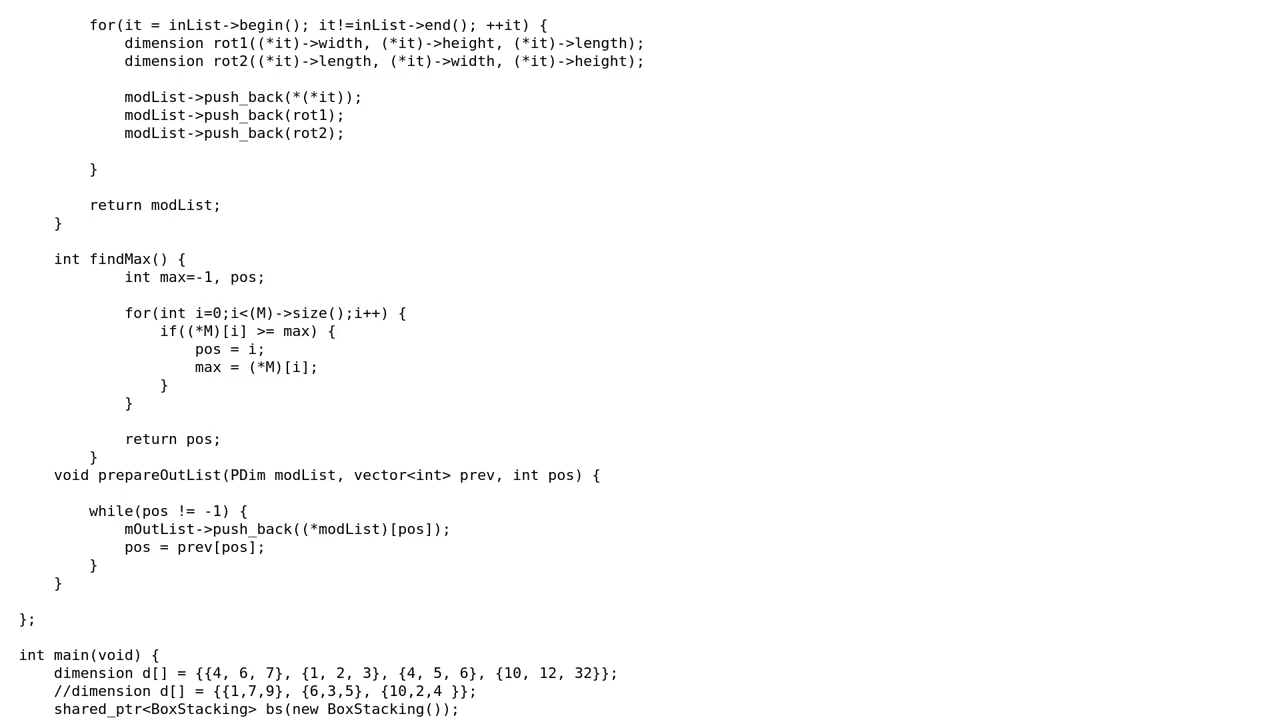 for(it = inList->begin(); it!=inList->end(); ++it) {
            dimension rot1((*it)->width, (*it)->height, (*it)->length);
            dimension rot2((*it)->length, (*it)->width, (*it)->height);

            modList->push_back(*(*it));
            modList->push_back(rot1);
            modList->push_back(rot2);

        }

        return modList;
    }

    int findMax() {
            int max=-1, pos;

            for(int i=0;i<(M)->size();i++) {
                if((*M)[i] >= max) {
                    pos = i;
                    max = (*M)[i];
                }
            }

            return pos;
        }
    void prepareOutList(PDim modList, vector<int> prev, int pos) {

        while(pos != -1) {
            mOutList->push_back((*modList)[pos]);
            pos = prev[pos];
        }
    }

};

int main(void) {
    dimension d[] = {{4, 6, 7}, {1, 2, 3}, {4, 5, 6}, {10, 12, 32}};
    //dimension d[] = {{1,7,9}, {6,3,5}, {10,2,4 }};
    shared_ptr<BoxStacking> bs(new BoxStacking());